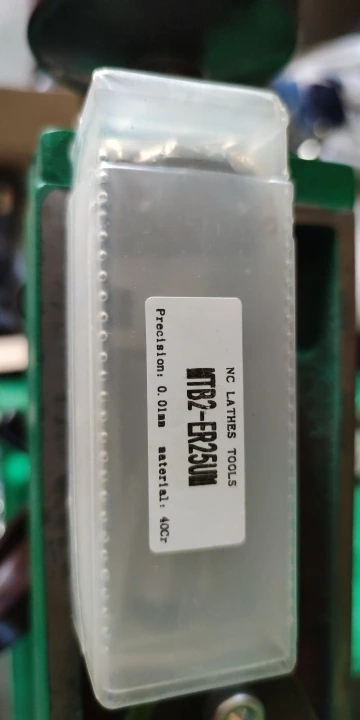 NC LATHES TOOLS
MTB2-ER25UM
Precision: 0.01mm material: 40Cr